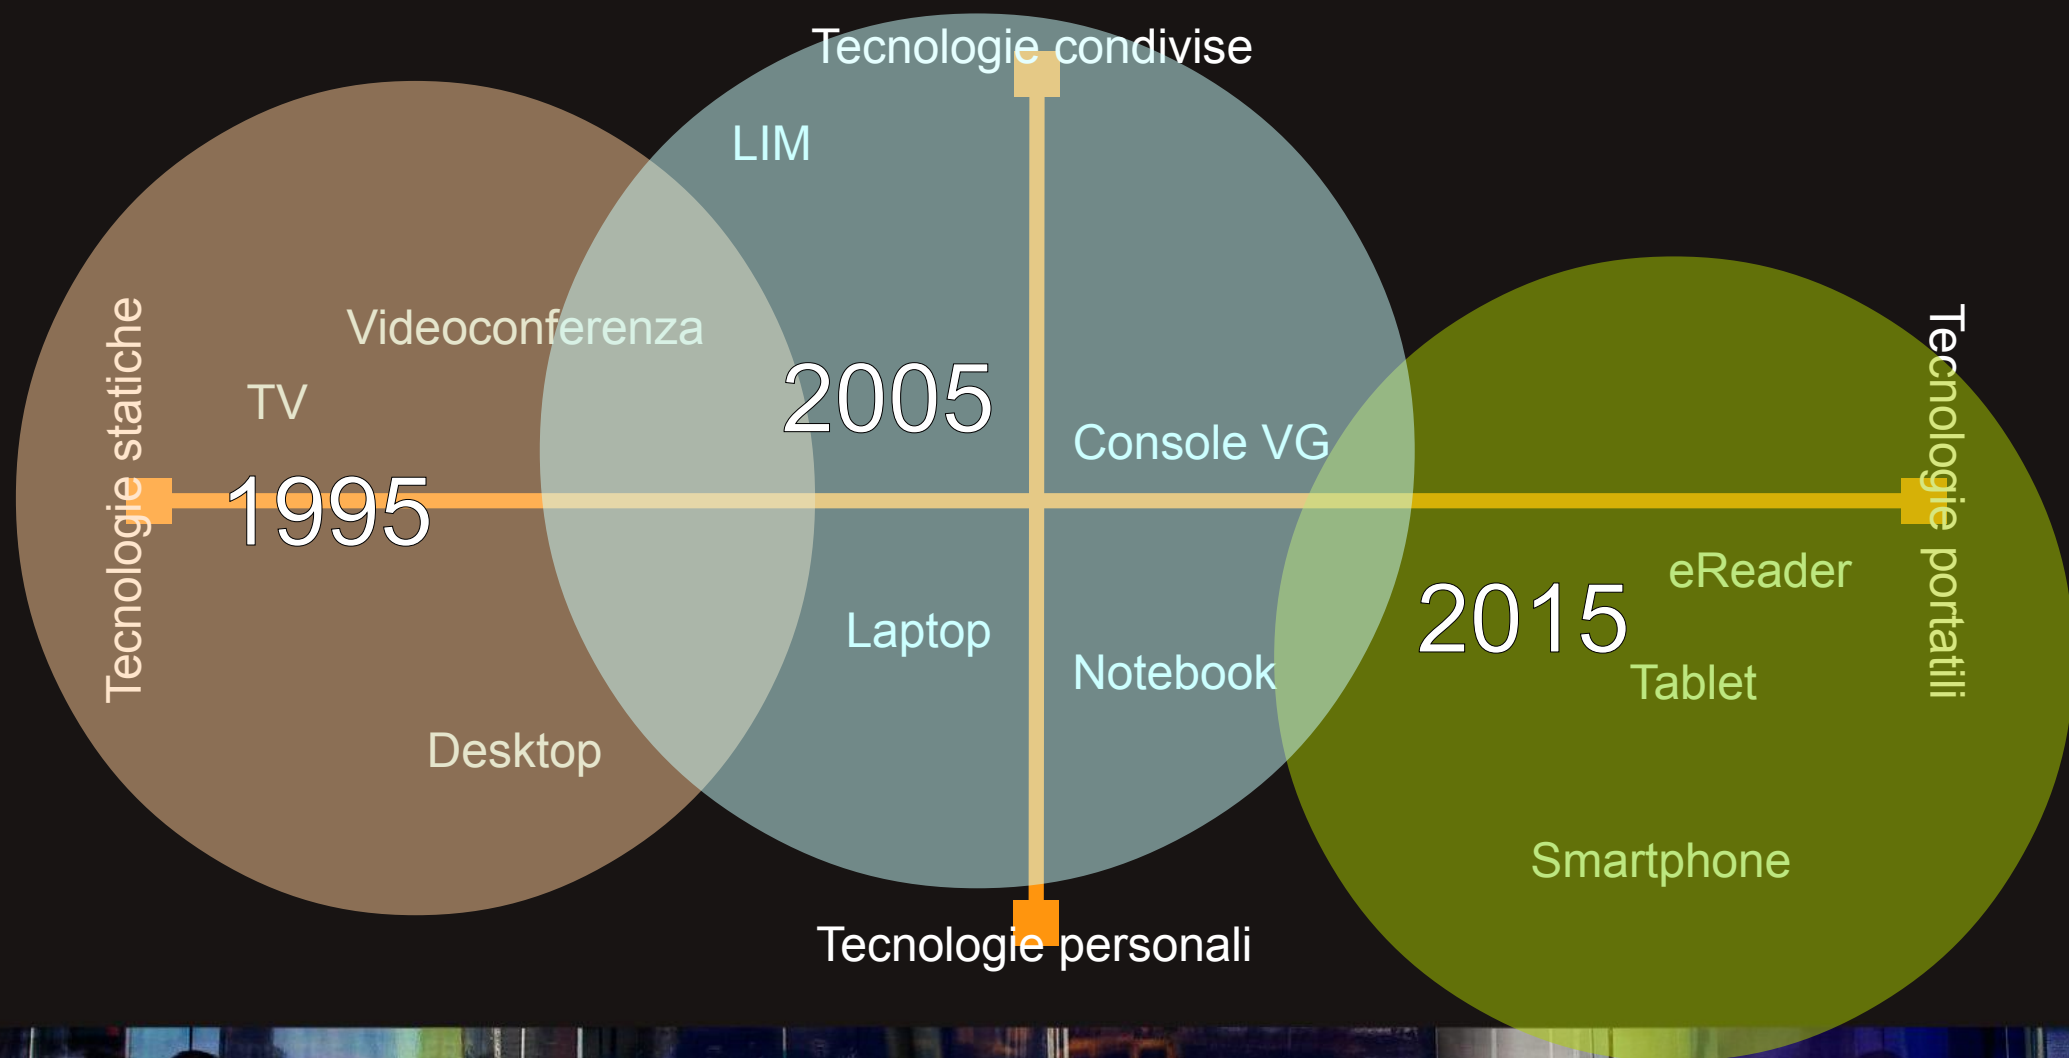 Tecnologie condivise
LIM
Tecnologie statiche
Videoconferenza
TV
2005
Console VG
1995
Tecnologie portatili
eReader
2015
Laptop
Notebook
Tablet
Desktop
Smartphone
Tecnologie personali